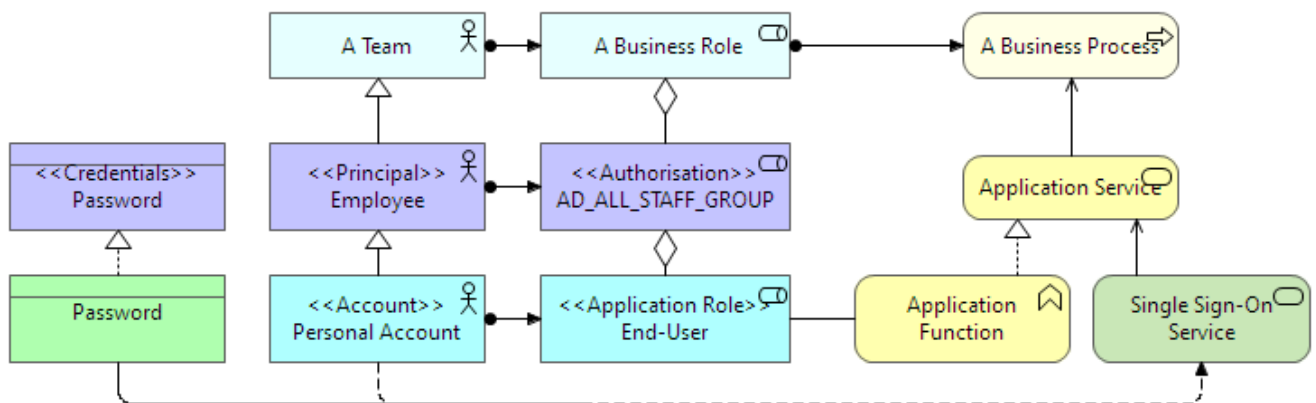 A Team
A Business Role
A Business Process
<<Credentials>>
Password
<<Principal>>
Employee
<<Authorisation>>
AD_ALL_STAFF_GROUP
Application Service
Password
<<Account>>
Personal Account
<<Application Role>>
End-User
Application
Function
Single Sign-On
Service